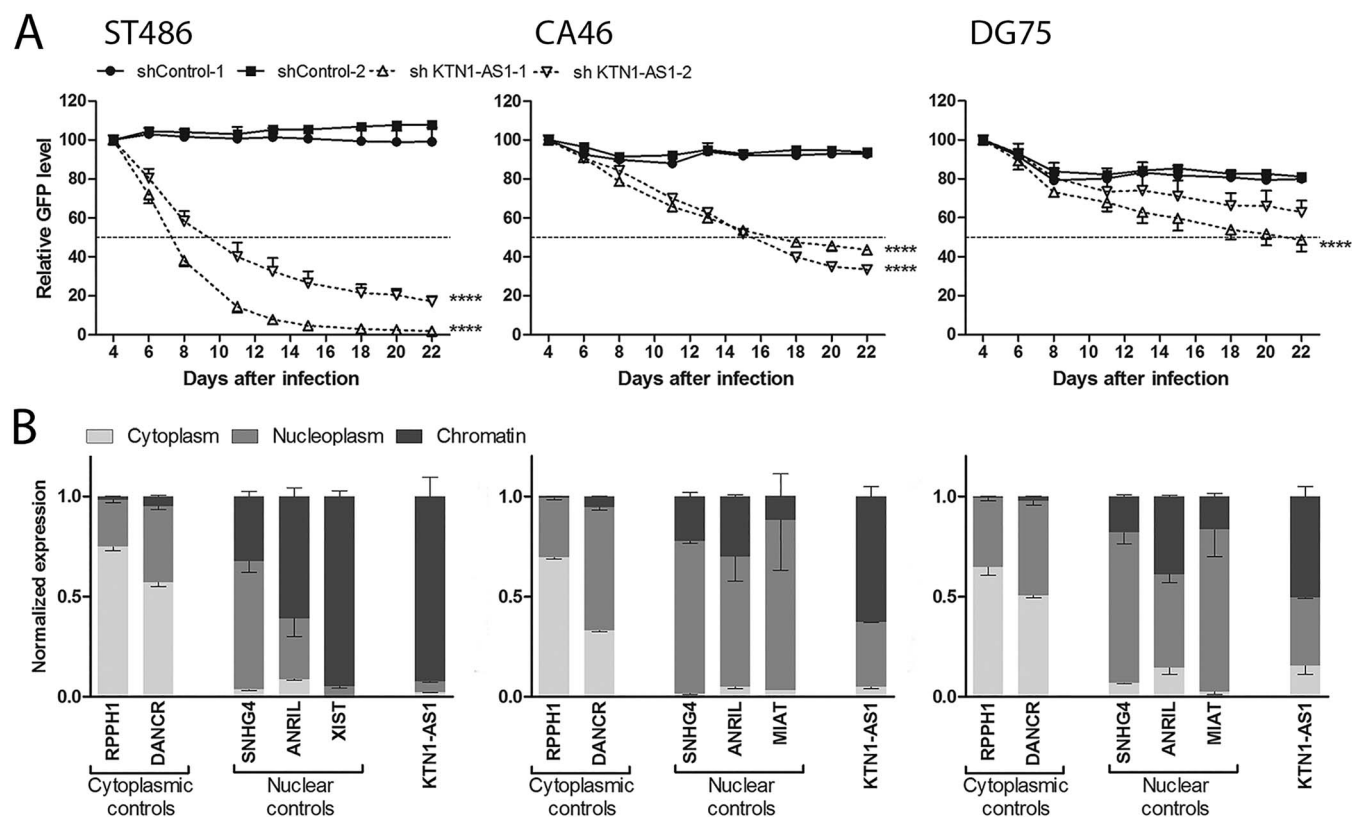 A
ST486
CA46
DG75
shControl-1 shControl-2 sh KTN1-AS1-1 sh KTN1-AS1-2
Relative GFP level
120
100
80
60
40
20
0
****
****
4 6 8 10 12 14 16 18 20 22
Days after infection
120
100
80
60
40
20
0
****
****
4 6 8 10 12 14 16 18 20 22
Days after infection
120
100
80
60
40
20
0
****
4 6 8 10 12 14 16 18 20 22
Days after infection
B
Cytoplasm Nucleoplasm Chromatin
Normalized expression
1.0
0.5
0.0
RPPH1
DANCR
SNHG4
ANRIL
XIST
KTN1-AS1
Cytoplasmic
controls
Nuclear
controls
1.0
0.5
0.0
RPPH1
DANCR
SNHG4
ANRIL
MIAT
KTN1-AS1
Cytoplasmic
controls
Nuclear
controls
1.0
0.5
0.0
RPPH1
DANCR
SNHG4
ANRIL
MIAT
KTN1-AS1
Cytoplasmic
controls
Nuclear
controls